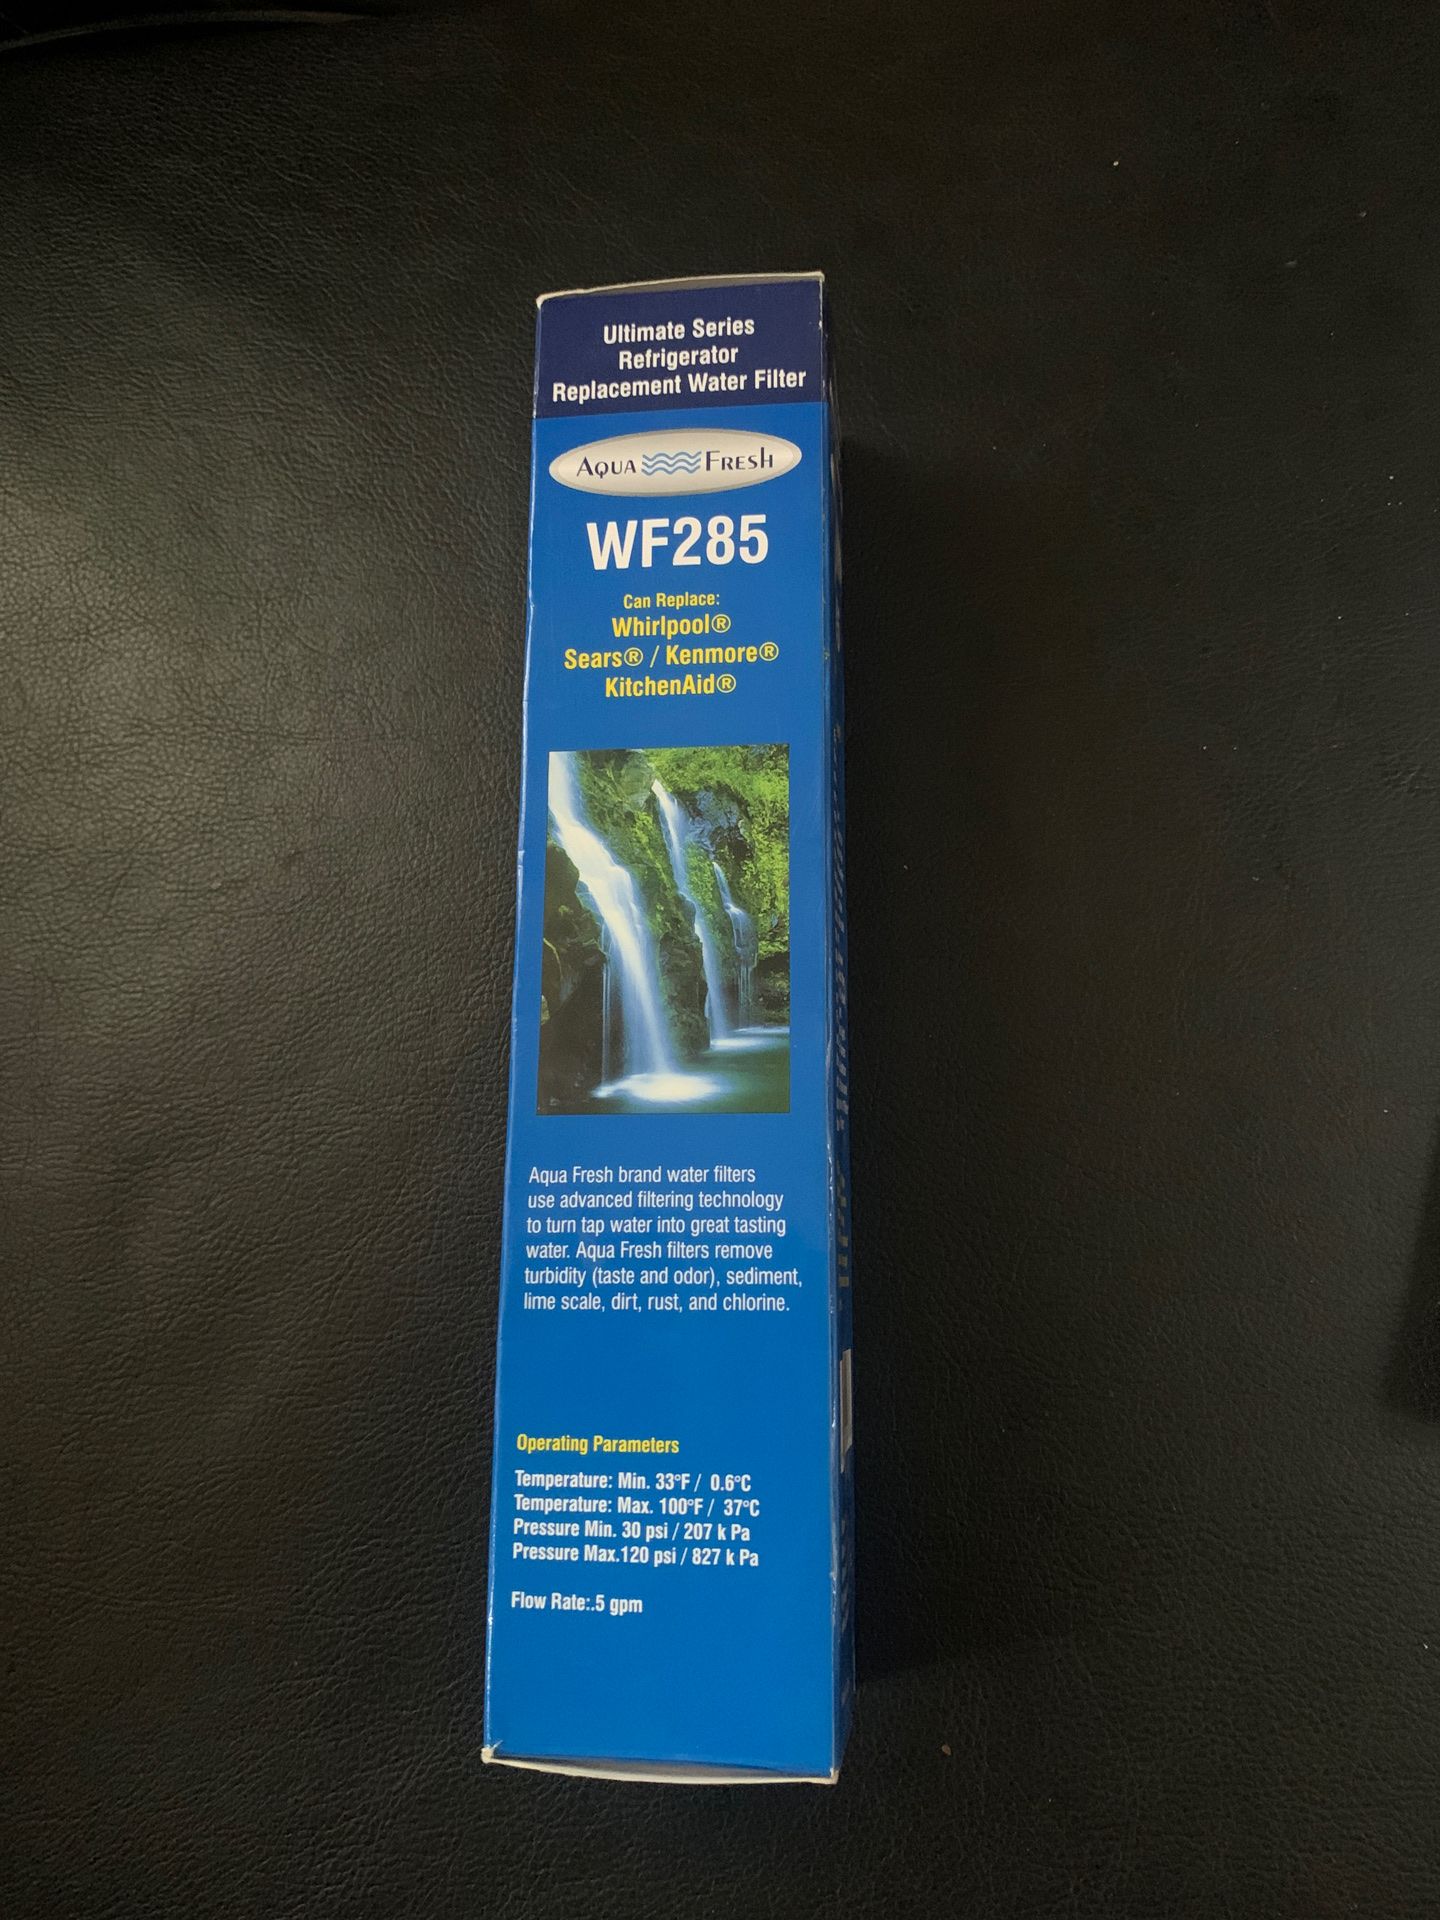 Ultimate Series
Refrigerator
Replacement Water Filter
AQUA FRESH
WF285
Can Replace:
Whirlpool®
Sears® / Kenmore®
KitchenAid®
Aqua Fresh brand water filters
use advanced filtering technology
to turn tap water into great tasting
water. Aqua Fresh filters remove
turbidity (taste and odor), sediment,
lime scale, dirt, rust, and chlorine.
Operating Parameters
Temperature: Min. 33°F / 0.6°C
Temperature: Max. 100°F / 37°C
Pressure Min. 30 psi / 207 k Pa
Pressure Max.120 psi / 827 k Pa
Flow Rate:.5 gpm